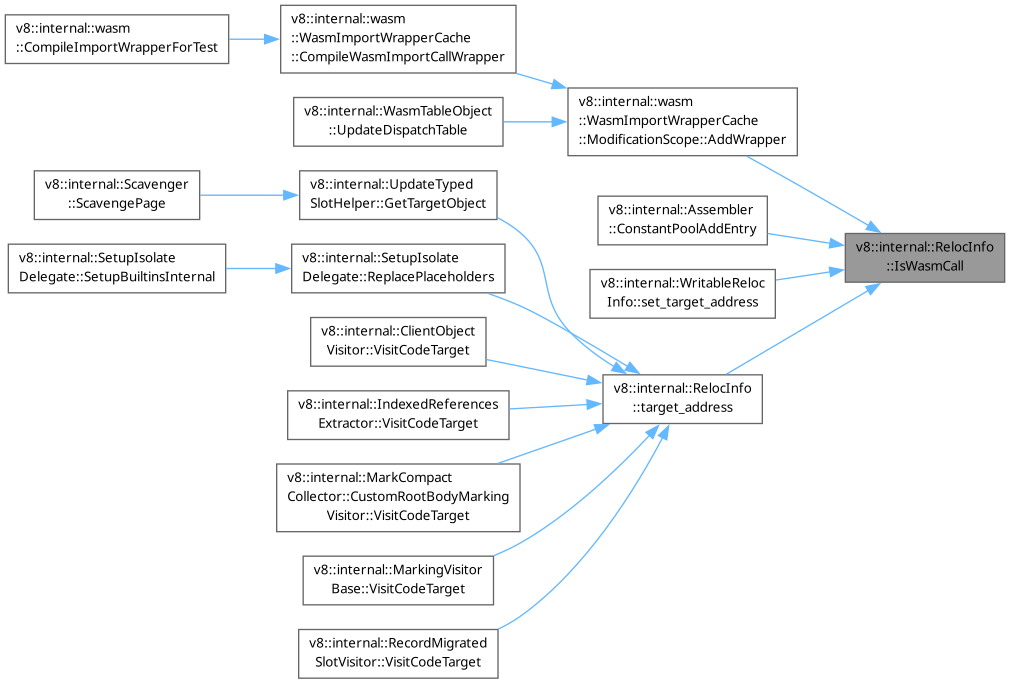 v8::internal::wasm
::CompileImportWrapperForTest
v8::internal::wasm
::WasmImportWrapperCache
::CompileWasmImportCallWrapper
v8::internal::WasmTableObject
::UpdateDispatchTable
v8::internal::wasm
::WasmImportWrapperCache
::ModificationScope::AddWrapper
v8::internal::Scavenger
::ScavengePage
v8::internal::UpdateTyped
SlotHelper::GetTargetObject
v8::internal::Assembler
::ConstantPoolAddEntry
v8::internal::RelocInfo
::IsWasmCall
v8::internal::SetupIsolate
Delegate::SetupBuiltinsInternal
v8::internal::SetupIsolate
Delegate::ReplacePlaceholders
v8::internal::WritableReloc
Info::set_target_address
v8::internal::ClientObject
Visitor::VisitCodeTarget
v8::internal::RelocInfo
::target_address
v8::internal::IndexedReferences
Extractor::VisitCodeTarget
v8::internal::MarkCompact
Collector::CustomRootBodyMarking
Visitor::VisitCodeTarget
v8::internal::MarkingVisitor
Base::VisitCodeTarget
v8::internal::RecordMigrated
SlotVisitor::VisitCodeTarget